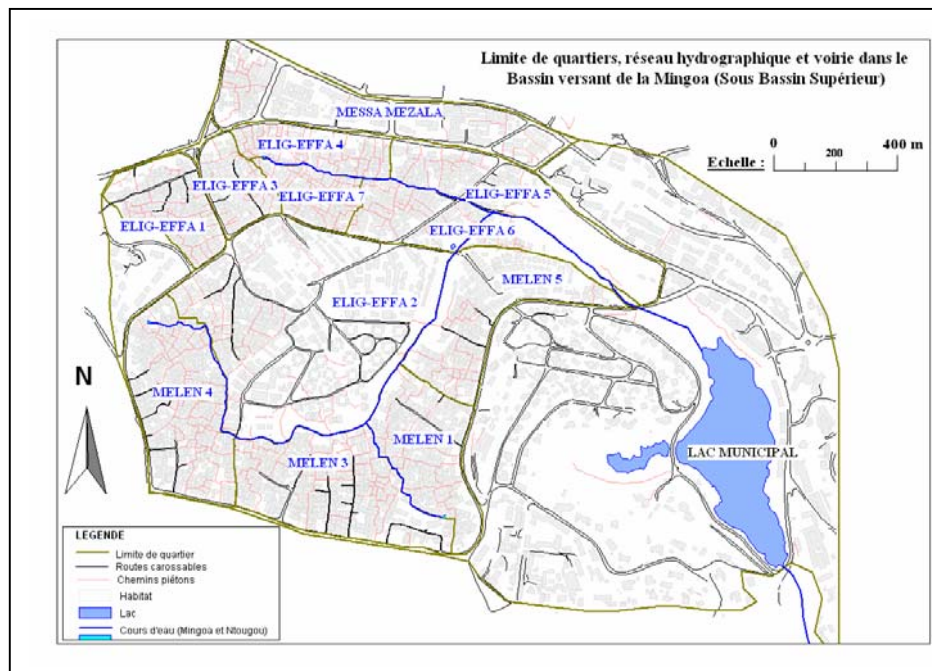 Limite de quartiers, réseau hydrographique et voirie dans le
Bassin versant de la Mingoa (Sous Bassin Supérieur)
MESSA MEZALA
0
200
400 m
Echelle :
ELIG-EFFA 4
ELIG-EFFA 3
ELIG-EFFA 7
ELIG-EFFA 5
ELIG-EFFA 1
ELIG-EFFA 6
MELEN 5
ELIG-EFFA 2
N
MELEN 4
MELEN 1
LAC MUNICIPAL
MELEN 3
LEGENDE
Limite de quartier
Routes carossables
Chemins piétons
Habitat
Lac
Cours d'eau (Mingoa et Ntougou)